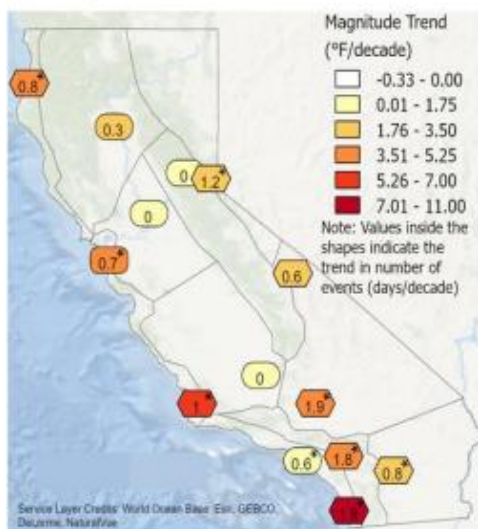 Magnitude Trend
(°F/decade)
-0.33 - 0.00
0.01 - 1.75
1.76 - 3.50
3.51 - 5.25
5.26 - 7.00
7.01 - 11.00
Note: Values inside the
shapes indicate the
trend in number of
events (days/decade)
0.8*
0.3
0
1.2*
0
0.7*
0.6*
0
1*
1.9*
0.6*
1.8*
0.8*
Service Layer Credits: World Ocean Base: Esri, GEBCO,
DeLorme, NaturalVue